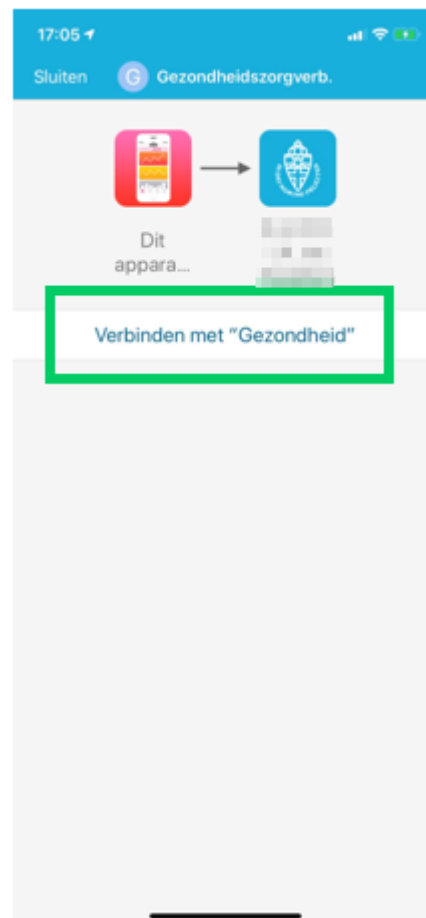 17:05
Sluiten G Gezondheidszorgverb.
Dit
appara...
Verbinden met "Gezondheid"